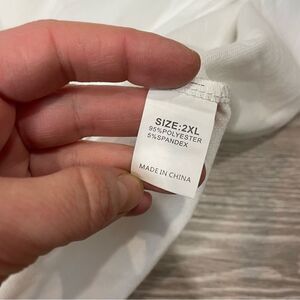 SIZE:2XL
95%POLYESTER
5%SPANDEX
MADE IN CHINA